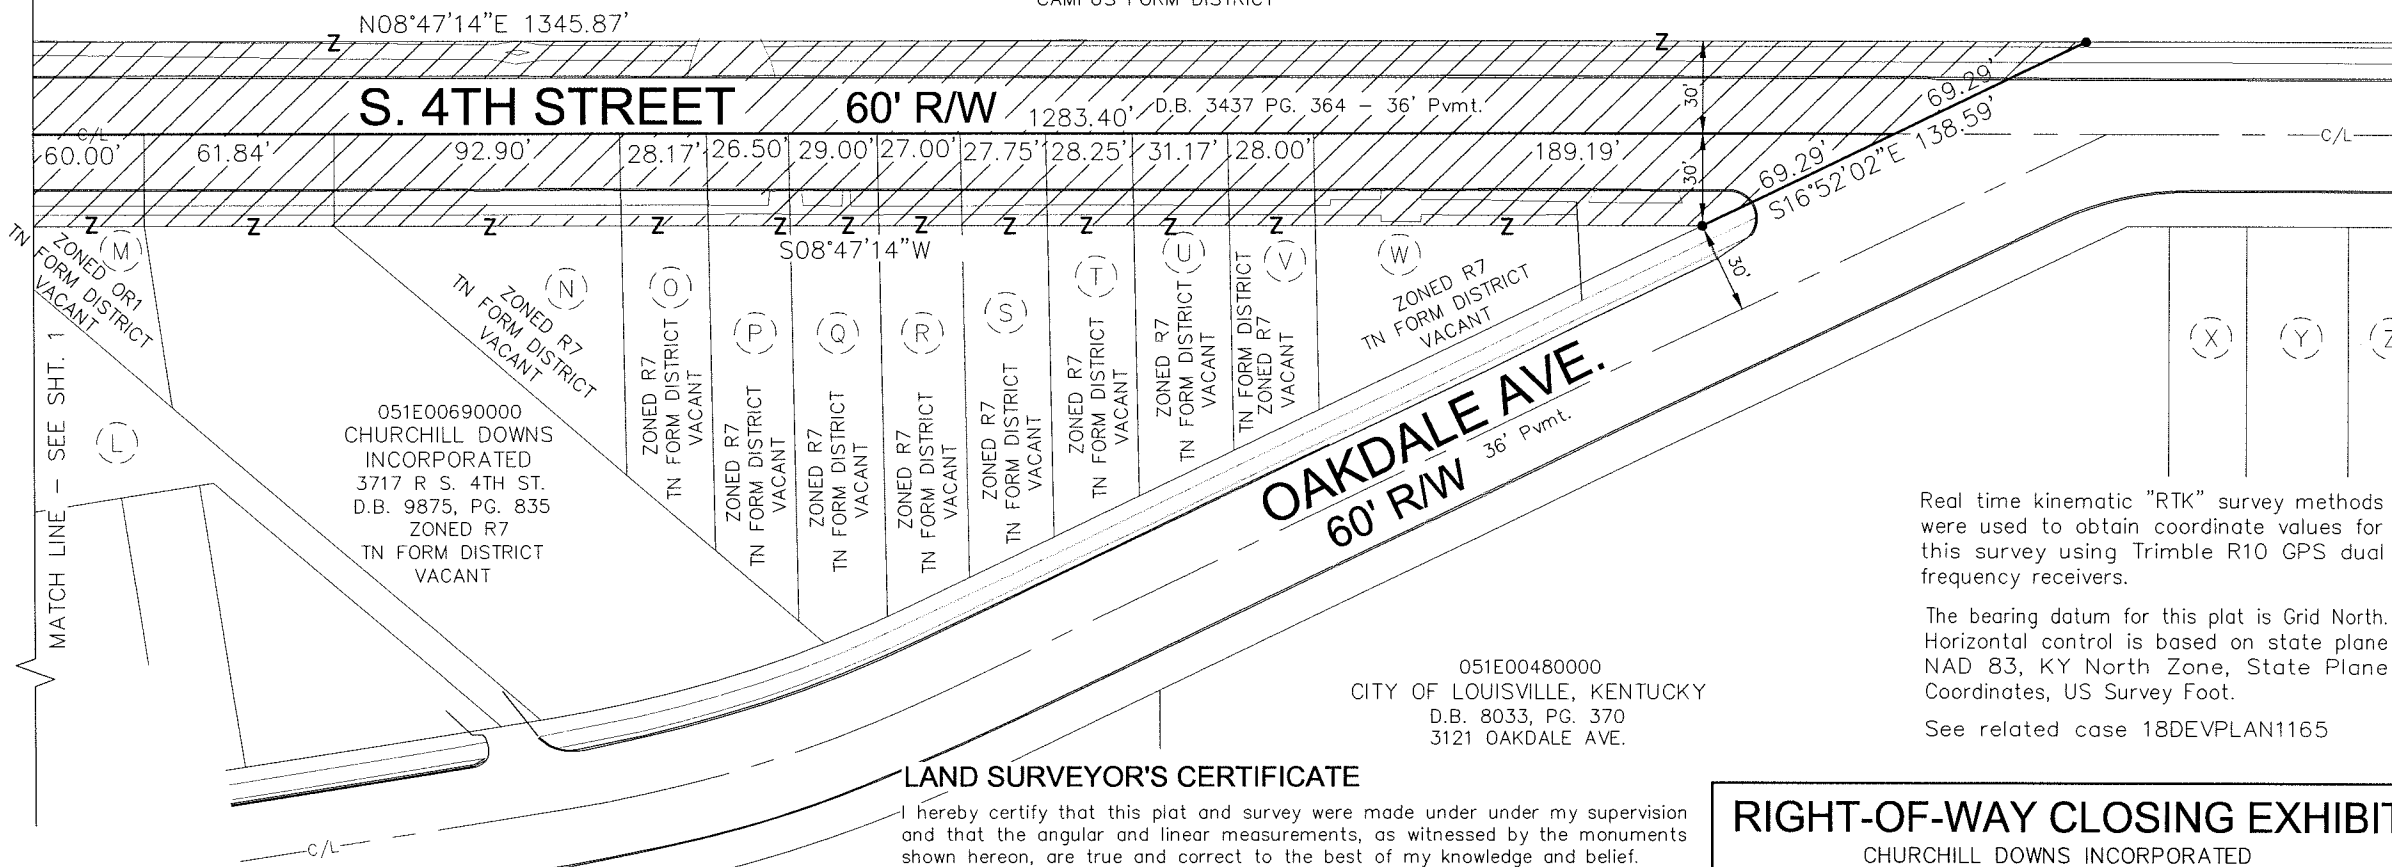 CAMPUS FORM DISTRICT
N08°47'14"E 1345.87'
Z
Z
S. 4TH STREET
60' R/W
1283.40'
D.B. 3437 PG. 364 – 36' Pvmt.
30'
69.29'
138.59'
C/L
C/L
60.00'
61.84'
92.90'
28.17'
26.50'
29.00'
27.00'
27.75'
28.25'
31.17'
28.00'
189.19'
30'
69.29'
S16°52'02"E
Z
Z
Z
Z
Z
Z
Z
Z
Z
S08°47'14"W
30'
TN
M
ZONED OR1
FORM DISTRICT
VACANT
N
ZONED R7
TN FORM DISTRICT
VACANT
O
ZONED R7
TN FORM DISTRICT
VACANT
P
ZONED R7
TN FORM DISTRICT
VACANT
Q
ZONED R7
TN FORM DISTRICT
VACANT
R
ZONED R7
TN FORM DISTRICT
VACANT
S
ZONED R7
TN FORM DISTRICT
VACANT
T
ZONED R7
TN FORM DISTRICT
VACANT
U
ZONED R7
TN FORM DISTRICT
VACANT
V
TN FORM DISTRICT
ZONED R7
VACANT
W
ZONED R7
TN FORM DISTRICT
VACANT
X
Y
Z
MATCH LINE – SEE SHT. 1
L
051E00690000
CHURCHILL DOWNS
INCORPORATED
3717 R S. 4TH ST.
D.B. 9875, PG. 835
ZONED R7
TN FORM DISTRICT
VACANT
OAKDALE AVE.
60' R/W
36' Pvmt.
Real time kinematic "RTK" survey methods
were used to obtain coordinate values for
this survey using Trimble R10 GPS dual
frequency receivers.
The bearing datum for this plat is Grid North.
Horizontal control is based on state plane
NAD 83, KY North Zone, State Plane
Coordinates, US Survey Foot.
See related case 18DEVPLAN1165
051E00480000
CITY OF LOUISVILLE, KENTUCKY
D.B. 8033, PG. 370
3121 OAKDALE AVE.
C/L
LAND SURVEYOR'S CERTIFICATE
I hereby certify that this plat and survey were made under under my supervision
and that the angular and linear measurements, as witnessed by the monuments
shown hereon, are true and correct to the best of my knowledge and belief.
RIGHT-OF-WAY CLOSING EXHIBIT
CHURCHILL DOWNS INCORPORATED